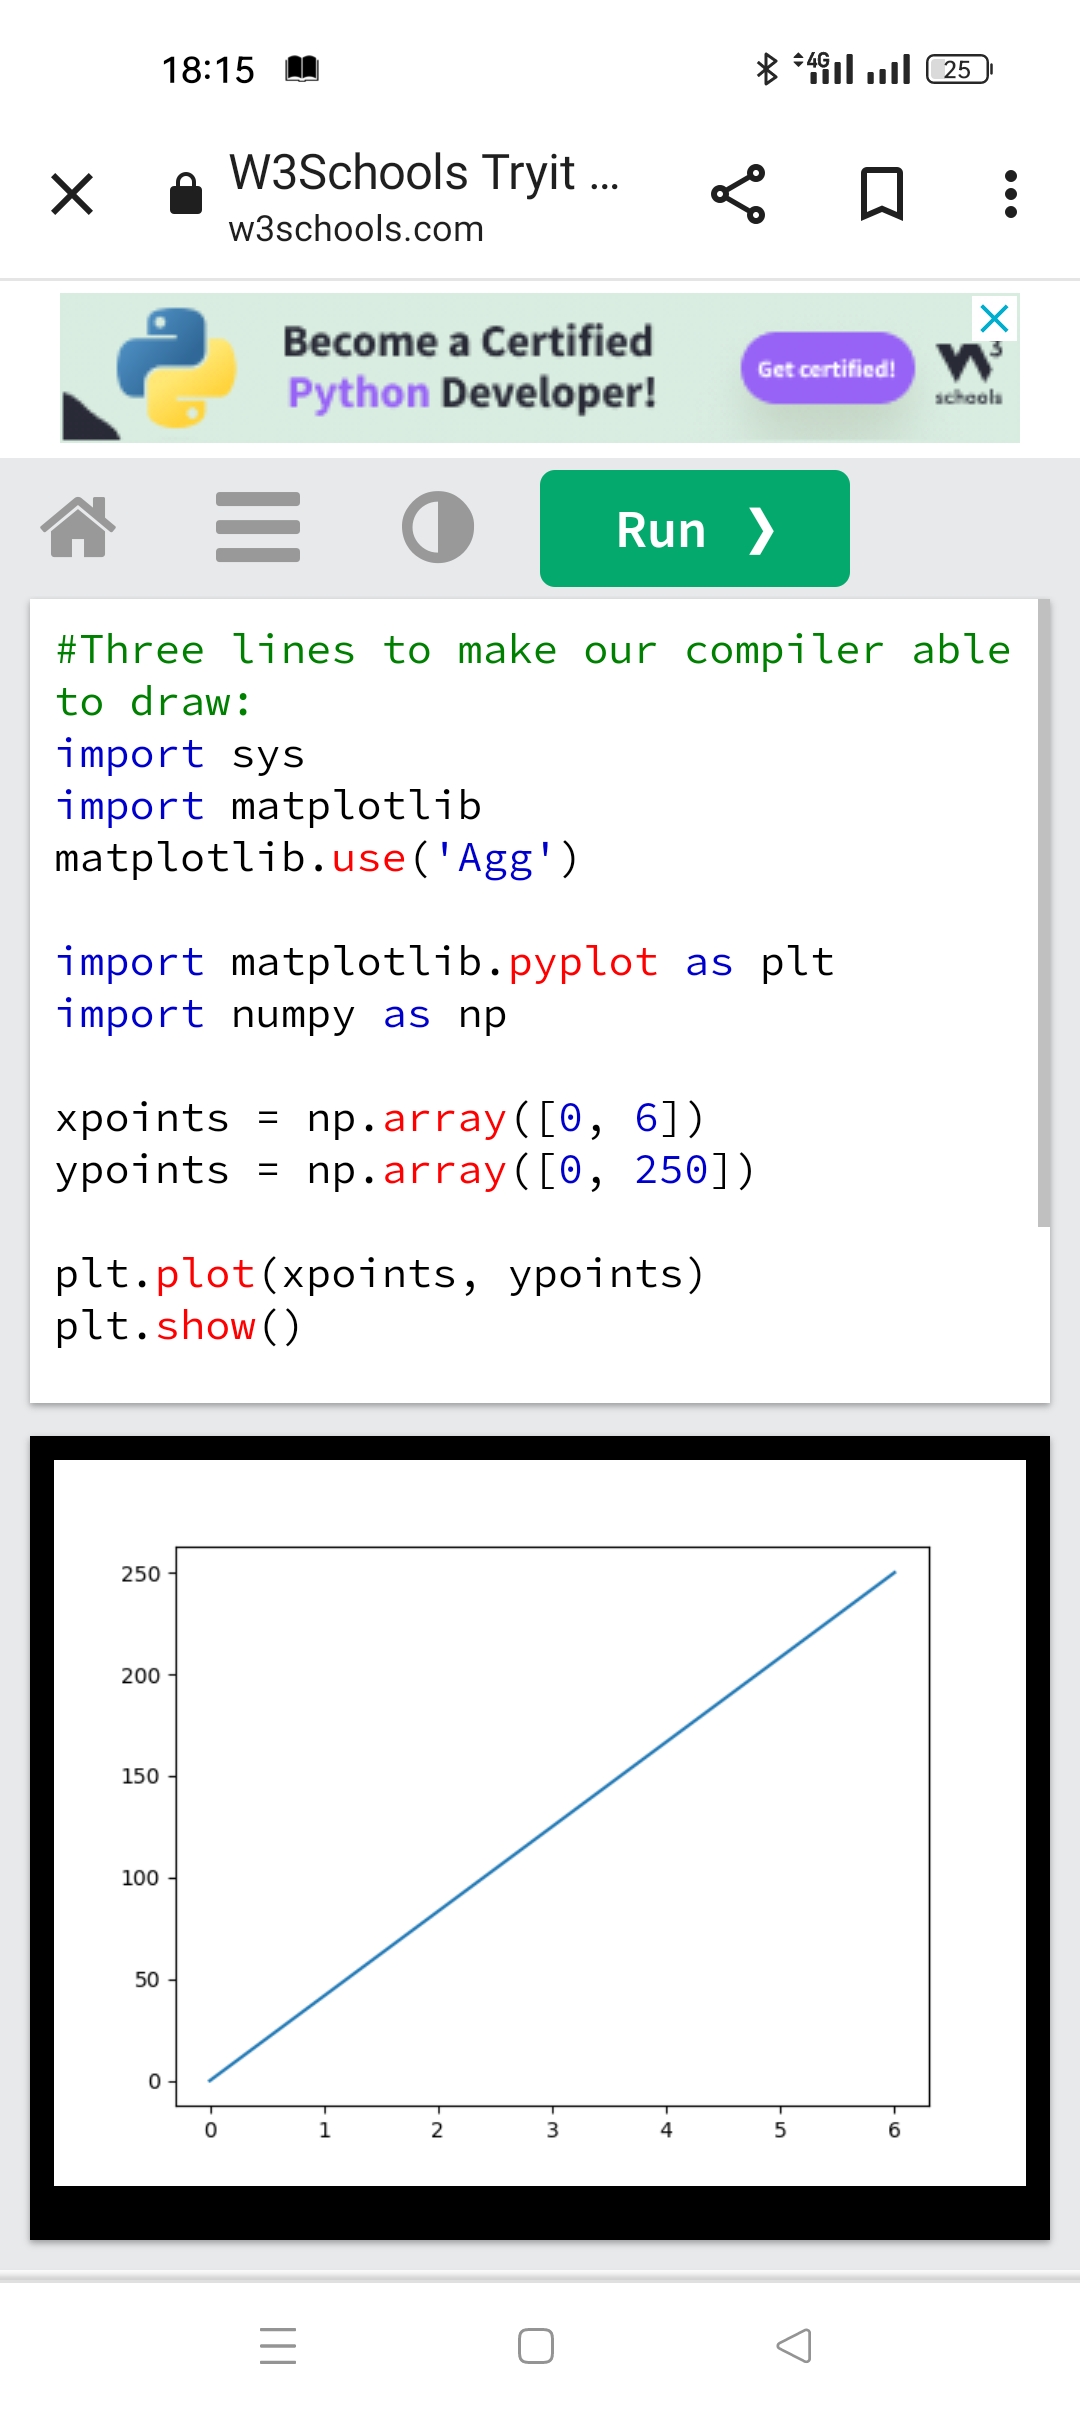 18:15
4G
25
W3Schools Tryit ...
w3schools.com
Become a Certified
Python Developer!
Get certified!
W3
schools
Run ❯
#Three lines to make our compiler able
to draw:
import sys
import matplotlib
matplotlib.use('Agg')
import matplotlib.pyplot as plt
import numpy as np
xpoints = np.array([0, 6])
ypoints = np.array([0, 250])
plt.plot(xpoints, ypoints)
plt.show()
250
200
150
100
50
0
0 1 2 3 4 5 6